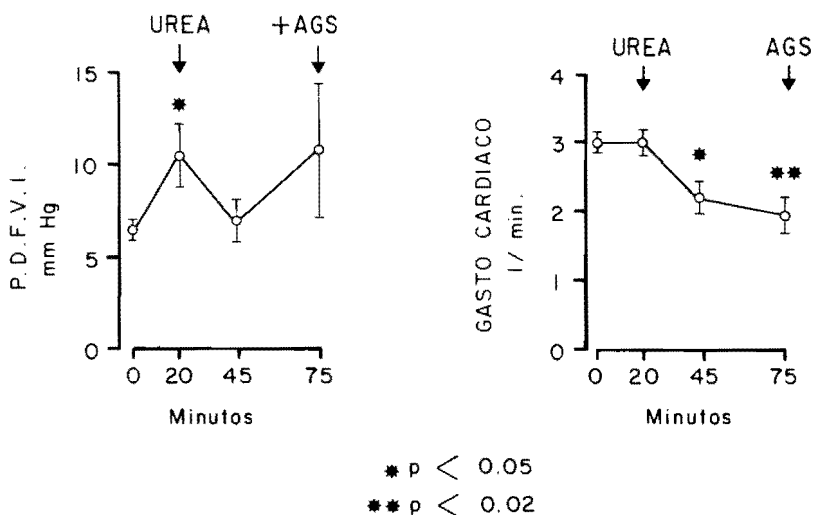 UREA
+AGS
15
✱
10
5
0
P.D.F.V.I.
mm Hg
0 20 45 75
Minutos
UREA
AGS
4
3
✱
✱✱
2
1
0
GASTO CARDIACO
l/min.
0 20 45 75
Minutos
✱ p < 0.05
✱✱ p < 0.02